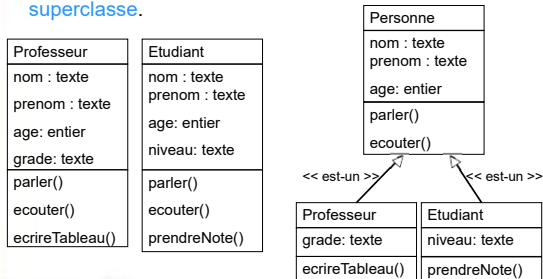 superclasse.
Professeur
nom : texte
prenom : texte
age: entier
grade: texte
parler()
ecouter()
ecrireTableau()
Etudiant
nom : texte
prenom : texte
age: entier
niveau: texte
parler()
ecouter()
prendreNote()
Personne
nom : texte
prenom : texte
age: entier
parler()
ecouter()
<< est-un >>
<< est-un >>
Professeur
grade: texte
ecrireTableau()
Etudiant
niveau: texte
prendreNote()